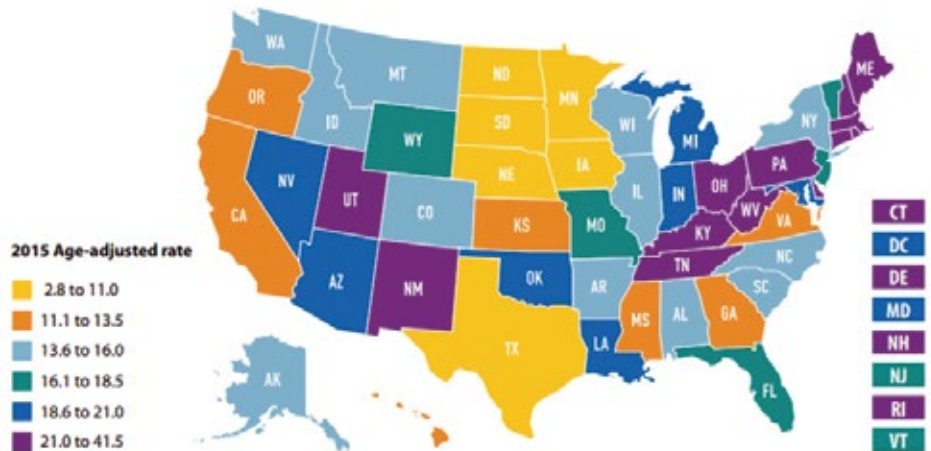 WA
MT
ND
MN
ME
OR
ID
SD
WI
NY
WY
MI
NV
UT
NE
IA
PA
CA
CO
IL
IN
OH
WV
VA
KS
MO
KY
CT
2015 Age-adjusted rate
AZ
NM
OK
AR
TN
NC
DC
2.8 to 11.0
SC
DE
11.1 to 13.5
MS
AL
GA
MD
13.6 to 16.0
AK
TX
LA
NH
16.1 to 18.5
FL
NJ
18.6 to 21.0
RI
21.0 to 41.5
VT